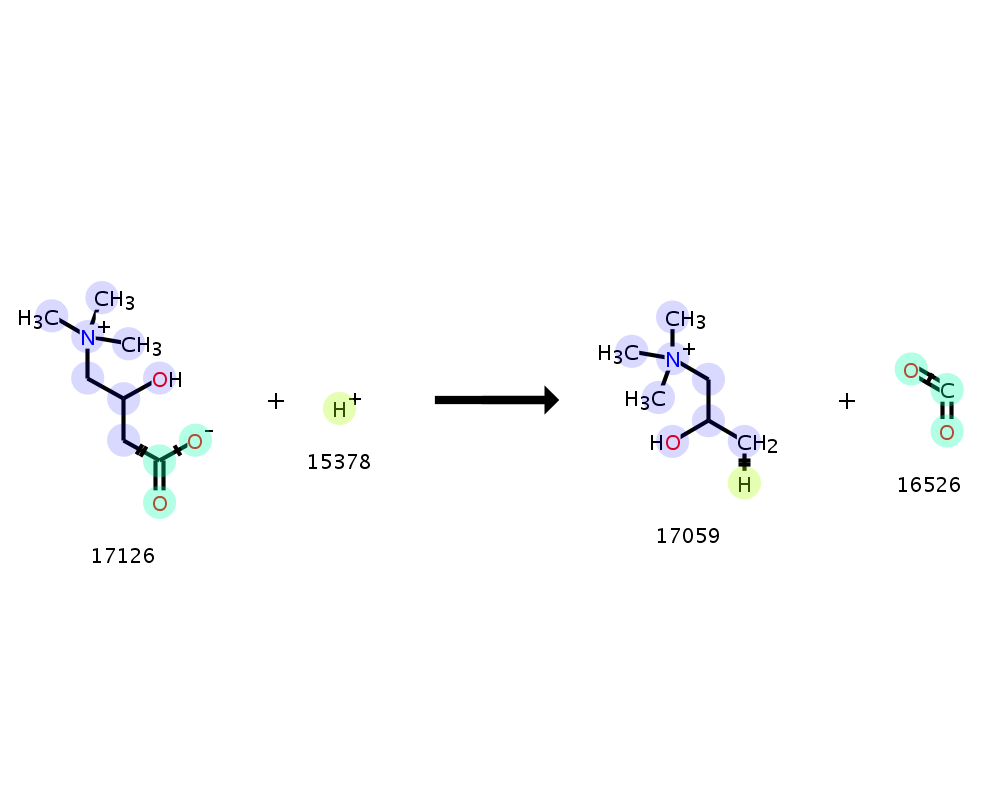 CH3
H3C
N+
CH3
OH
O-
O
17126
+
H+
15378
CH3
H3C
N+
H3C
HO
CH2
H
17059
+
O
C
O
16526